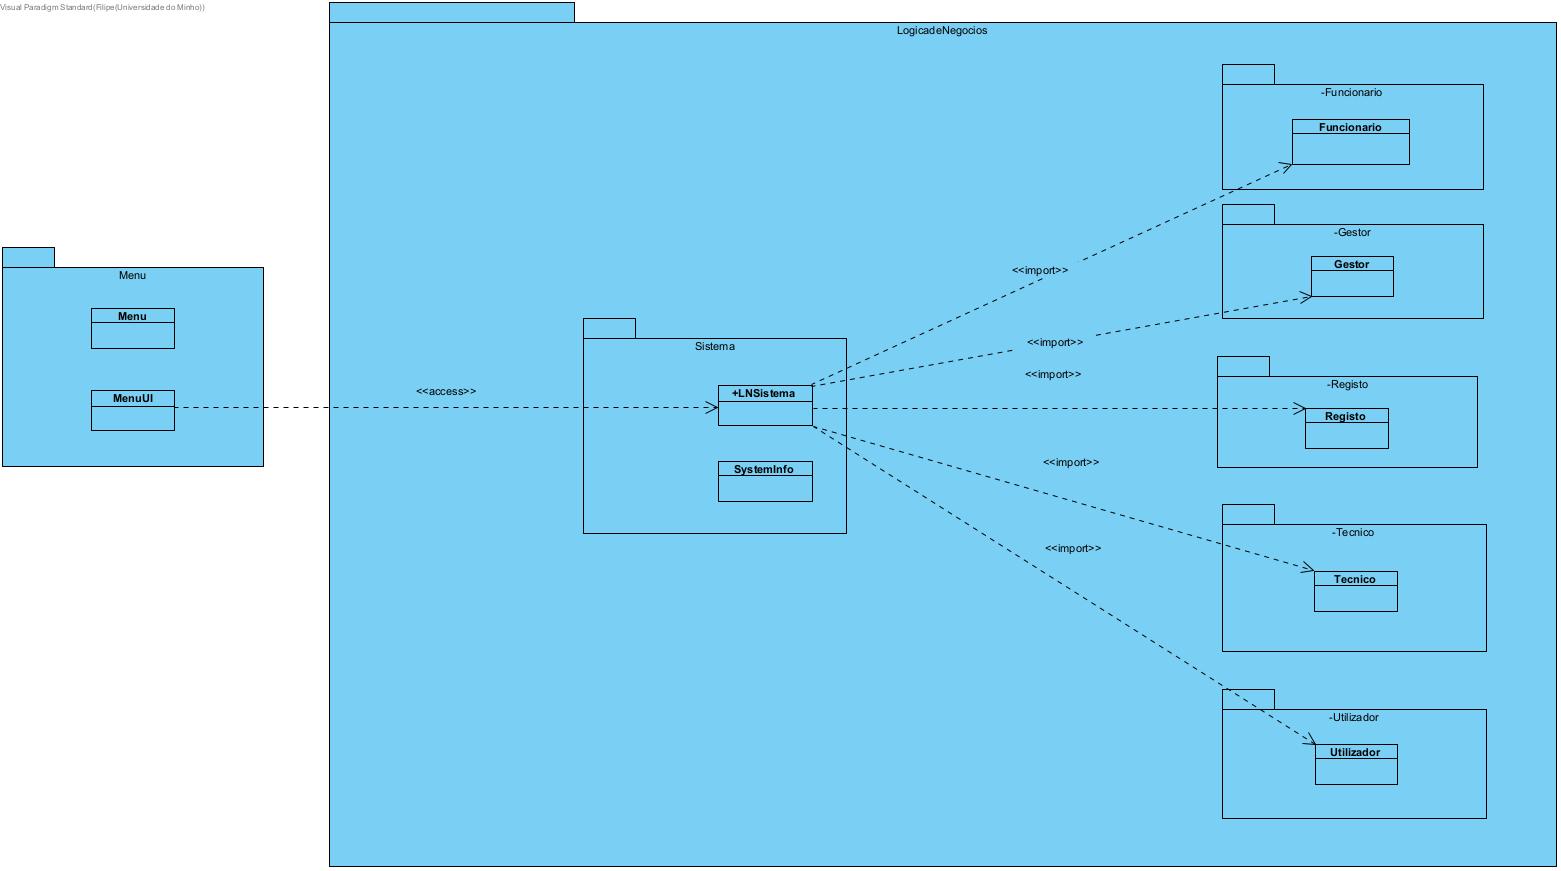 Visual Paradigm Standard(Filipe(Universidade do Minho))
LogicadeNegocios
-Funcionario
Funcionario
-Gestor
Gestor
<<import>>
Menu
Menu
MenuUI
<<access>>
Sistema
+LNSistema
SystemInfo
<<import>>
<<import>>
-Registo
Registo
<<import>>
-Tecnico
Tecnico
<<import>>
-Utilizador
Utilizador